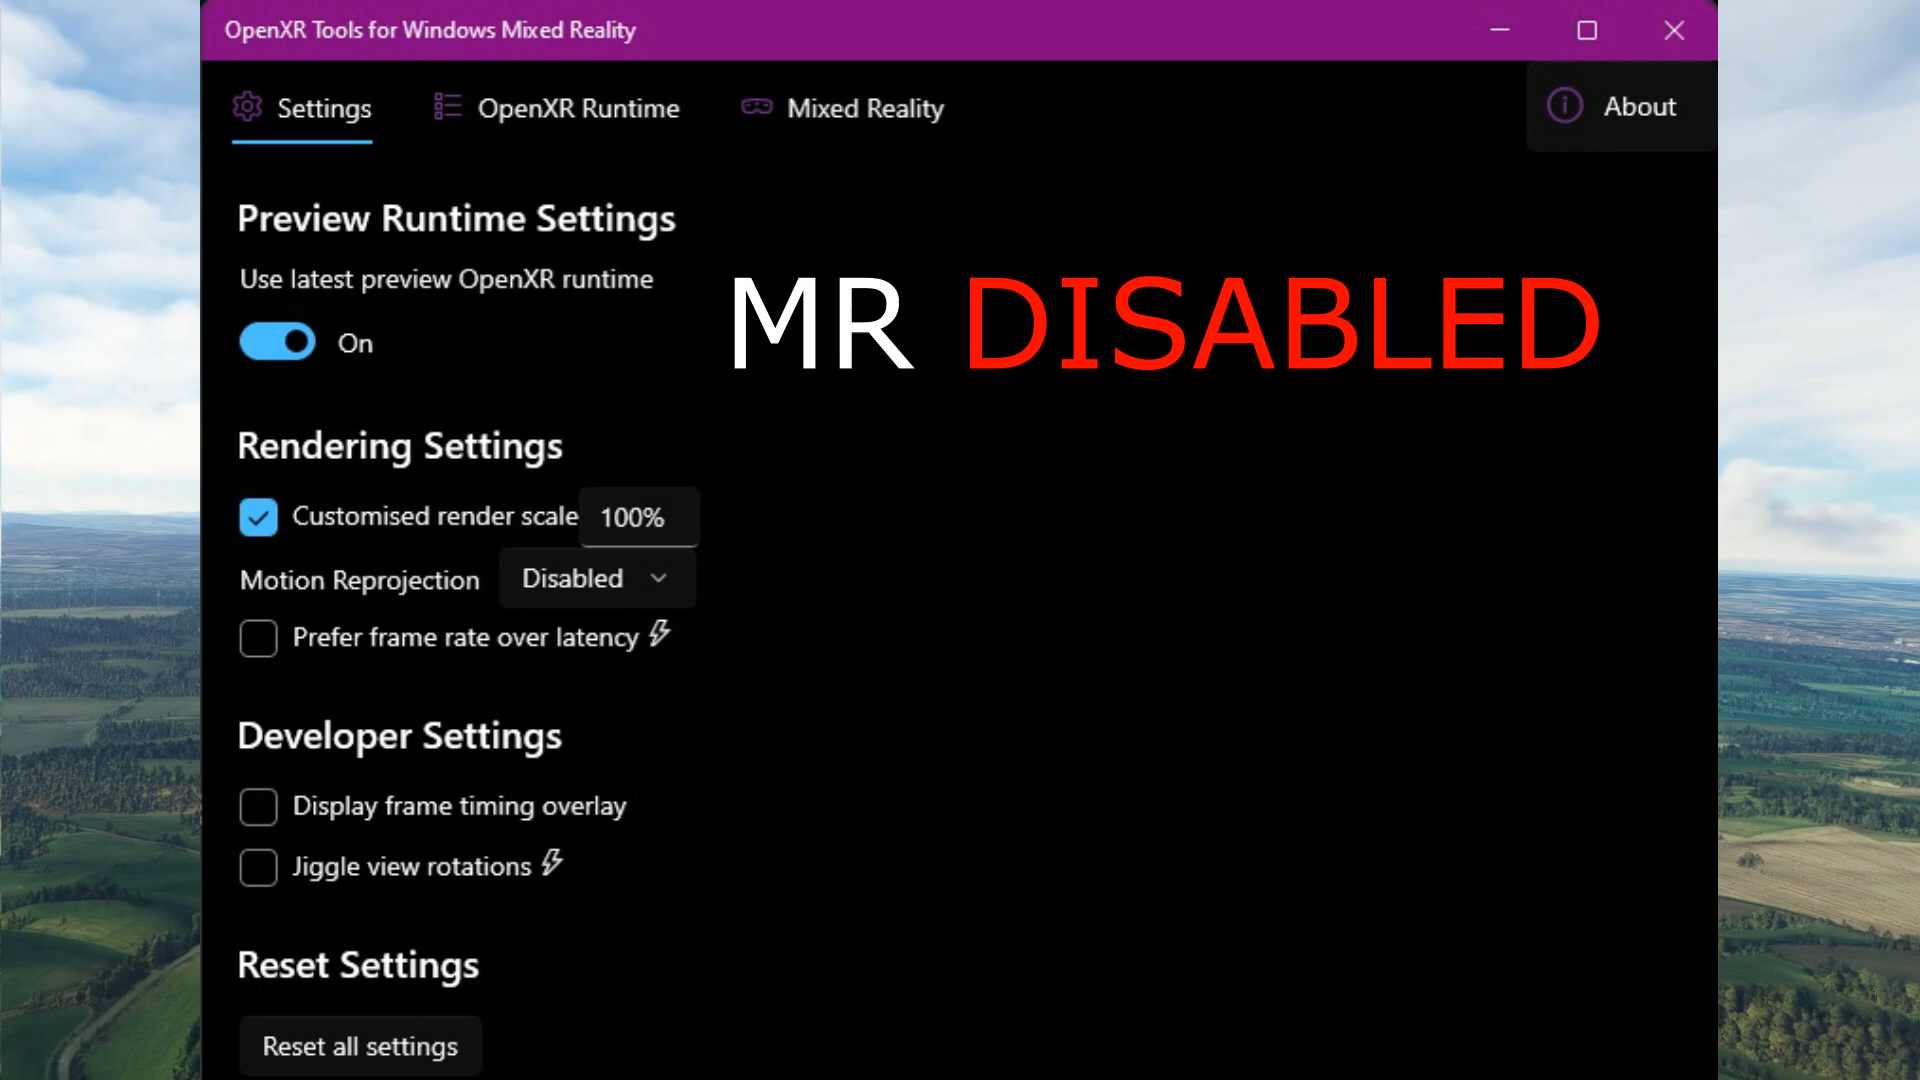 OpenXR Tools for Windows Mixed Reality
Settings
OpenXR Runtime
Mixed Reality
About
Preview Runtime Settings
Use latest preview OpenXR runtime
On
MR DISABLED
Rendering Settings
Customised render scale 100%
Motion Reprojection Disabled
Prefer frame rate over latency
Developer Settings
Display frame timing overlay
Jiggle view rotations
Reset Settings
Reset all settings